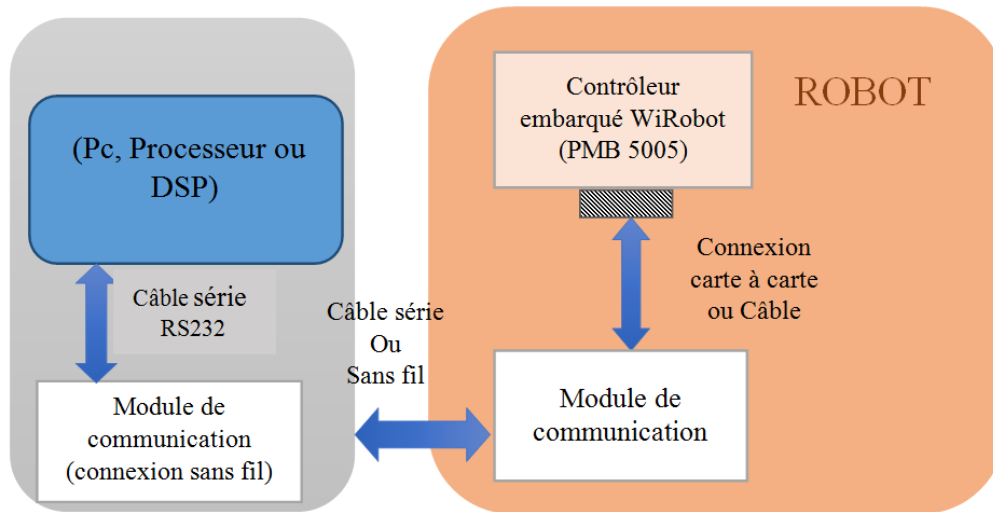 (Pc, Processeur ou
DSP)
Câble série
RS232
Module de
communication
(connexion sans fil)
Câble série
Ou
Sans fil
ROBOT
Contrôleur
embarqué WiRobot
(PMB 5005)
Connexion
carte à carte
ou Câble
Module de
communication